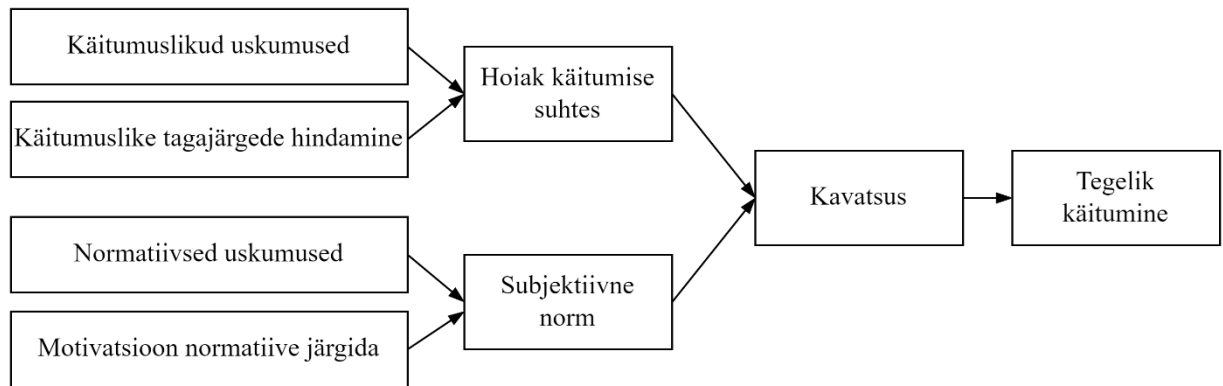 Käitumuslikud uskumused
Käitumuslike tagajärgede hindamine
Hoiak käitumise
suhtes
Normatiivsed uskumused
Motivatsioon normatiive järgida
Subjektiivne
norm
Kavatsus
Tegelik
käitumine